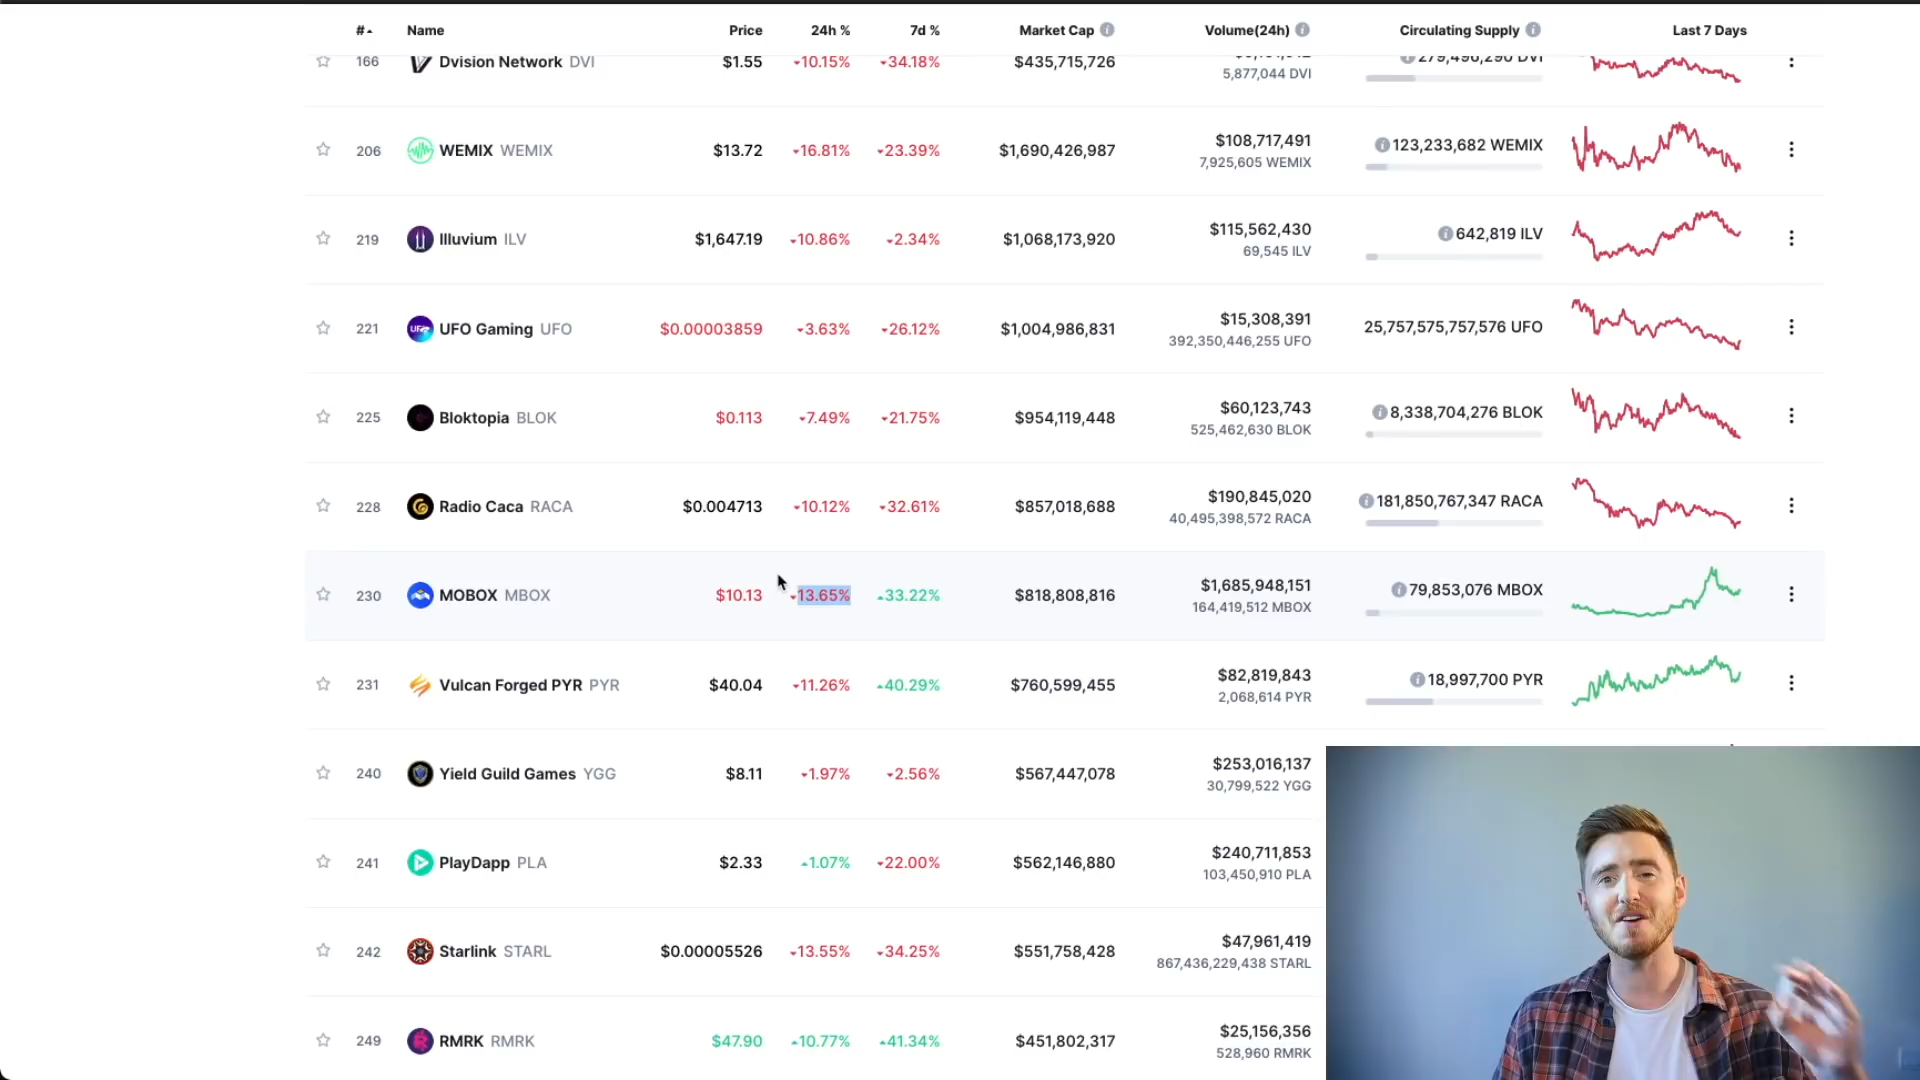 # Name Price 24h % 7d % Market Cap Volume(24h) Circulating Supply Last 7 Days
166 Dvision Network DVI $1.55 10.15% 34.18% $435,715,726
5,877,044 DVI
206 WEMIX WEMIX $13.72 16.81% 23.39% $1,690,426,987 $108,717,491 123,233,682 WEMIX
7,925,605 WEMIX
219 Illuvium ILV $1,647.19 10.86% 2.34% $1,068,173,920 $115,562,430 642,819 ILV
69,545 ILV
221 UFO Gaming UFO $0.00003859 3.63% 26.12% $1,004,986,831 $15,308,391 25,757,575,757,576 UFO
392,350,446,255 UFO
225 Bloktopia BLOK $0.113 7.49% 21.75% $954,119,448 $60,123,743 8,338,704,276 BLOK
525,462,630 BLOK
228 Radio Caca RACA $0.004713 10.12% 32.61% $857,018,688 $190,845,020 181,850,767,347 RACA
40,495,398,572 RACA
230 MOBOX MBOX $10.13 13.65% 33.22% $818,808,816 $1,685,948,151 79,853,076 MBOX
164,419,512 MBOX
231 Vulcan Forged PYR PYR $40.04 11.26% 40.29% $760,599,455 $82,819,843 18,997,700 PYR
2,068,614 PYR
240 Yield Guild Games YGG $8.11 1.97% 2.56% $567,447,078 $253,016,137
30,799,522 YGG
241 PlayDapp PLA $2.33 1.07% 22.00% $562,146,880 $240,711,853
103,450,910 PLA
242 Starlink STARL $0.00005526 13.55% 34.25% $551,758,428 $47,961,419
867,436,229,438 STARL
249 RMRK RMRK $47.90 10.77% 41.34% $451,802,317 $25,156,356
528,960 RMRK